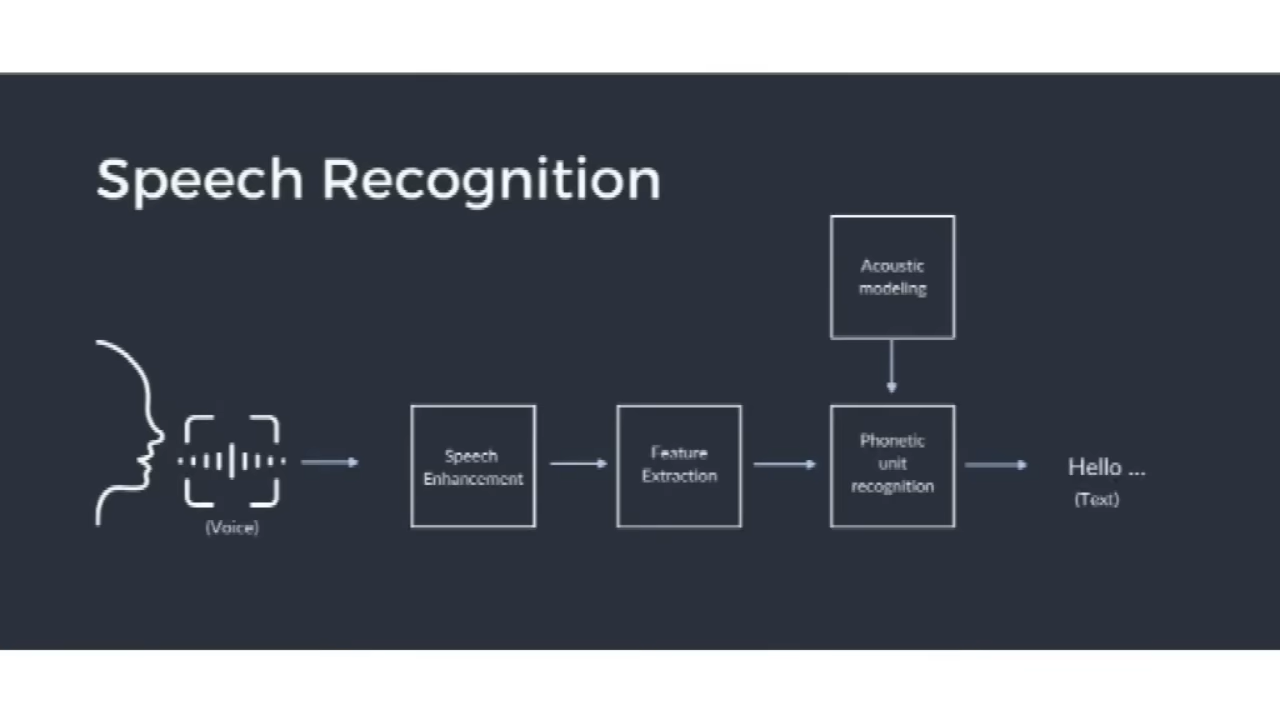 Speech Recognition
Acoustic
modeling
(Voice)
Speech
Enhancement
Feature
Extraction
Phonetic
unit
recognition
Hello ...
(Text)